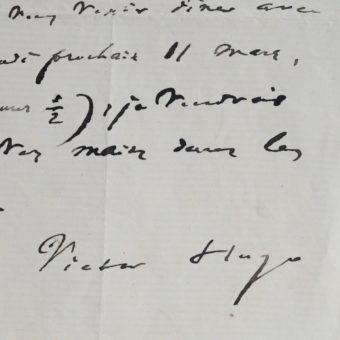 venir dîner avec
prochain 11 mars,
1/2), je voudrais
mains dans les
Victor Hugo